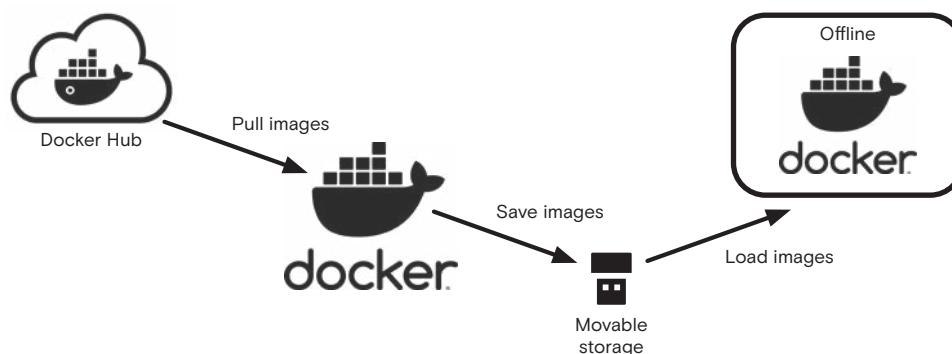 Offline
docker
Docker Hub
Pull images
docker
Save images
Load images
Movable
storage